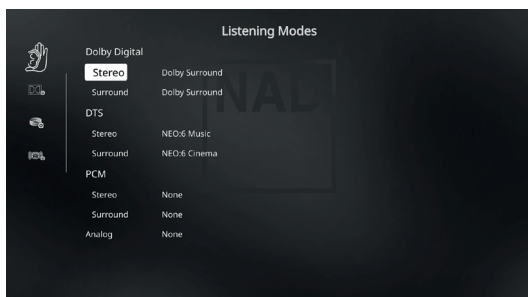 Listening Modes
Dolby Digital
Stereo Dolby Surround
Surround Dolby Surround
DTS
Stereo NEO:6 Music
Surround NEO:6 Cinema
PCM
Stereo None
Surround None
Analog None
NAD